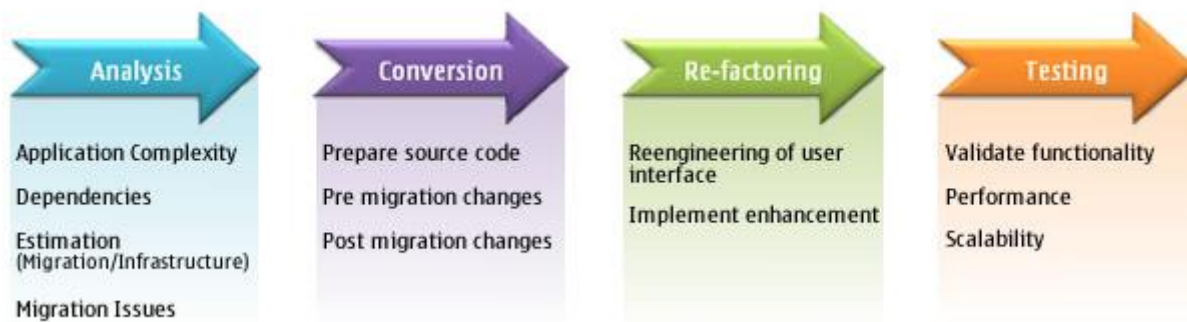 Analysis
Application Complexity
Dependencies
Estimation
(Migration/Infrastructure)
Migration Issues
Conversion
Prepare source code
Pre migration changes
Post migration changes
Re-factoring
Reengineering of user
interface
Implement enhancement
Testing
Validate functionality
Performance
Scalability